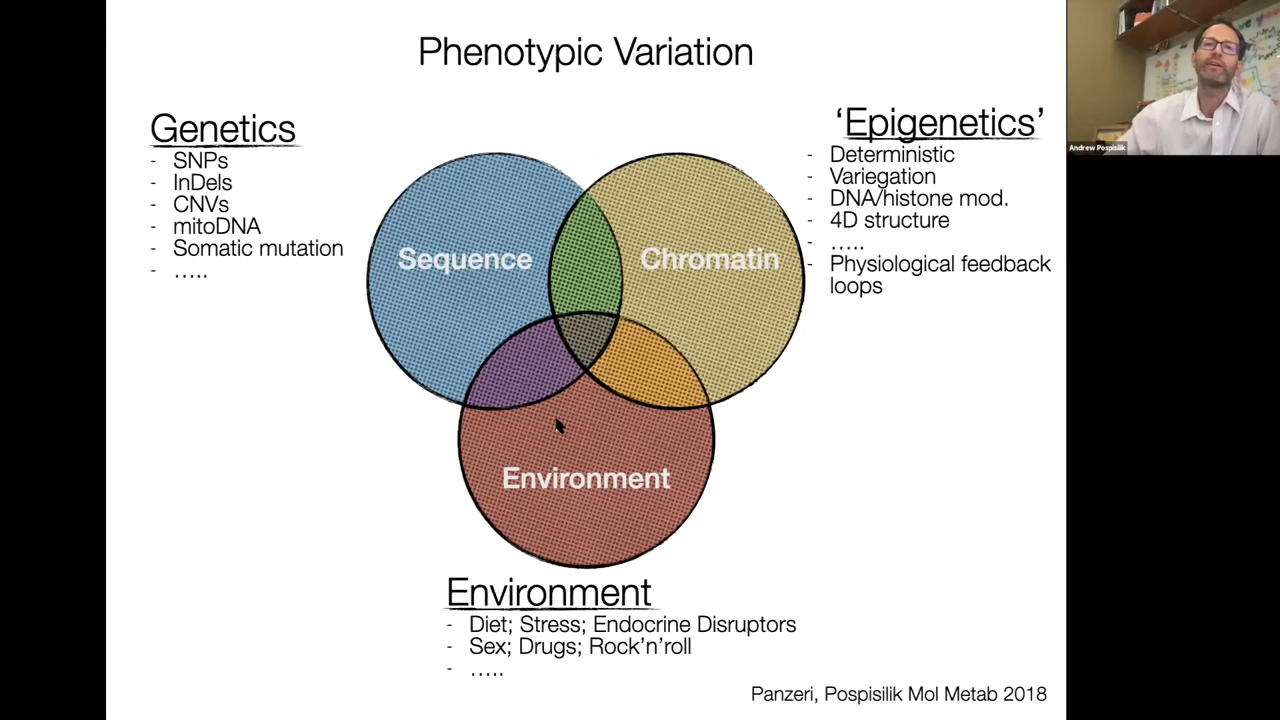 Phenotypic Variation
Genetics
- SNPs
- InDels
- CNVs
- mitoDNA
- Somatic mutation
- .....
'Epigenetics'
- Deterministic
- Variegation
- DNA/histone mod.
- 4D structure
- .....
- Physiological feedback
loops
Sequence
Chromatin
Environment
Environment
- Diet; Stress; Endocrine Disruptors
- Sex; Drugs; Rock'n'roll
- .....
Panzeri, Pospisilik Mol Metab 2018
Andrew Pospisilik